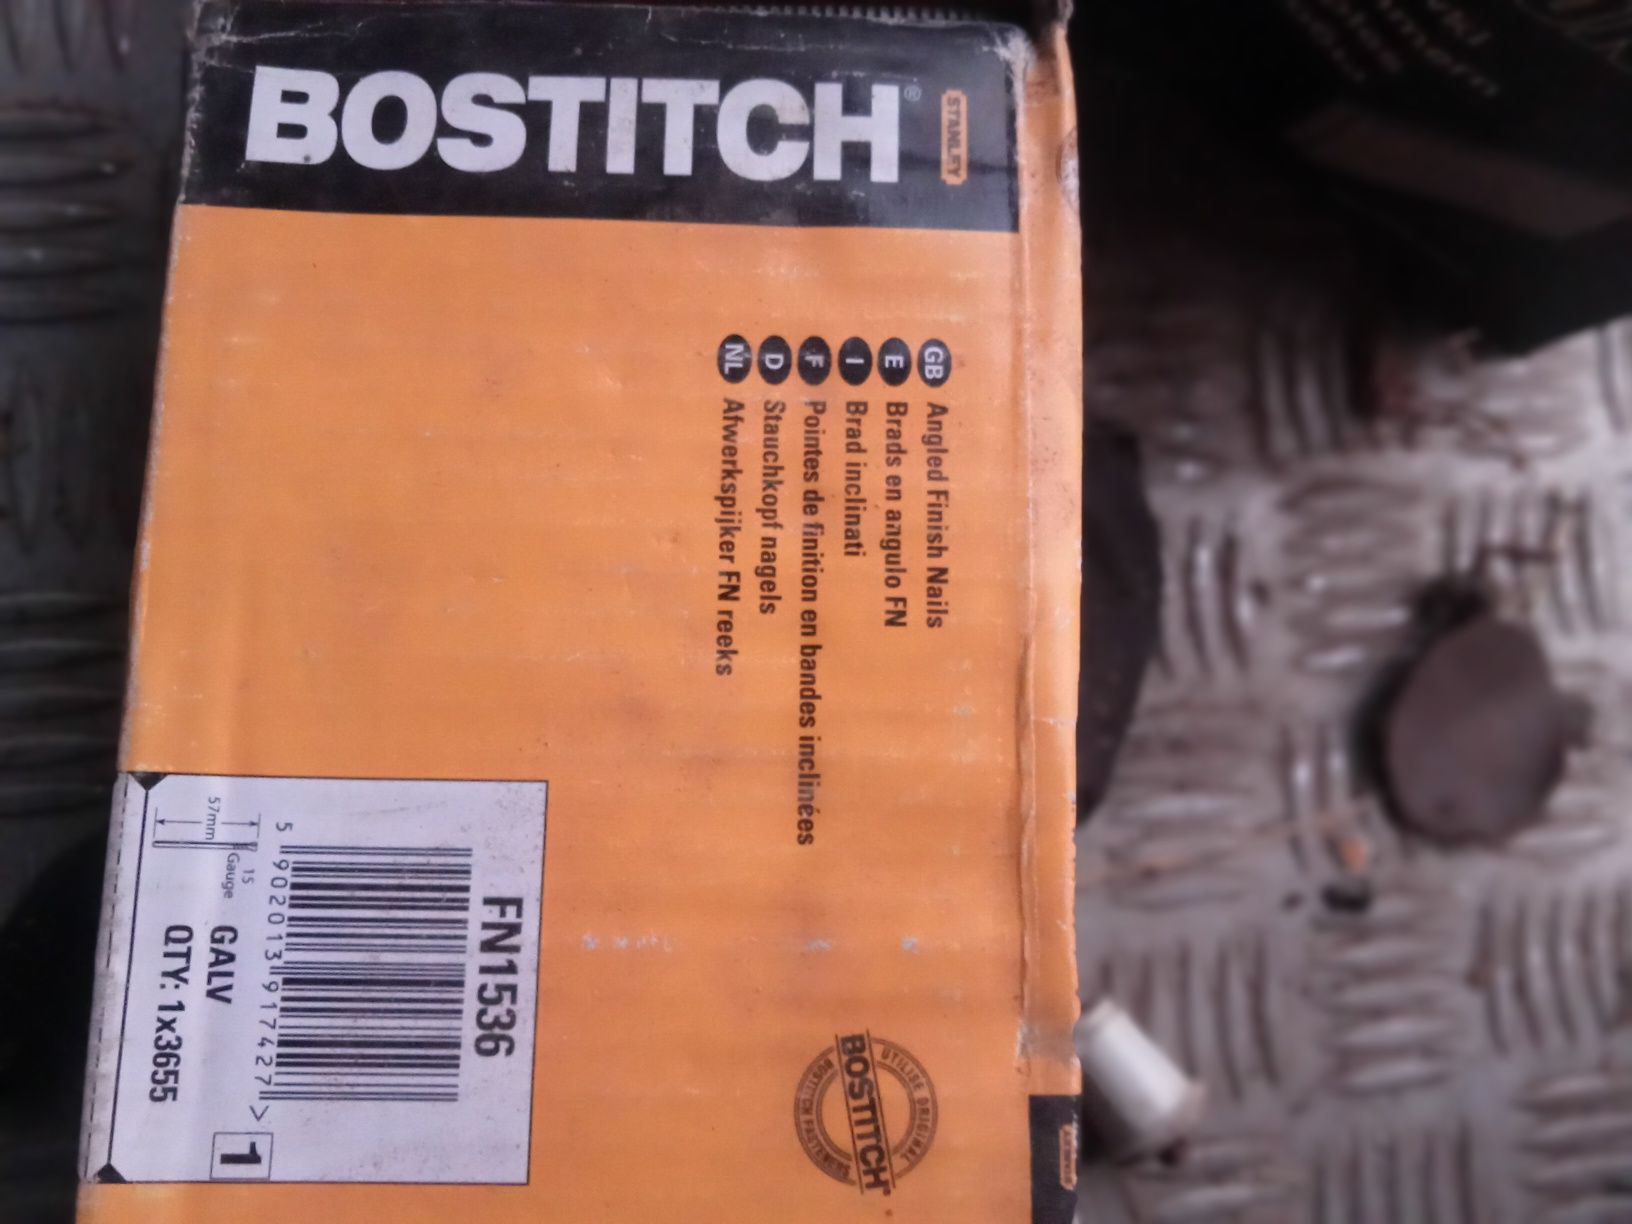 BOSTITCH®
STANLEY
GB Angled Finish Nails
E Brads en angulo FN
I Brad inclinati
F Pointes de finition en bandes inclinées
D Stauchkopf nagels
NL Afwerkspijker FN reeks
FN1536
5 902013 917427 >
15
Gauge
57mm
GALV
QTY: 1x3655
1
UTILISE ORIGINAL
BOSTITCH®
BOSTITCH FASTENERS